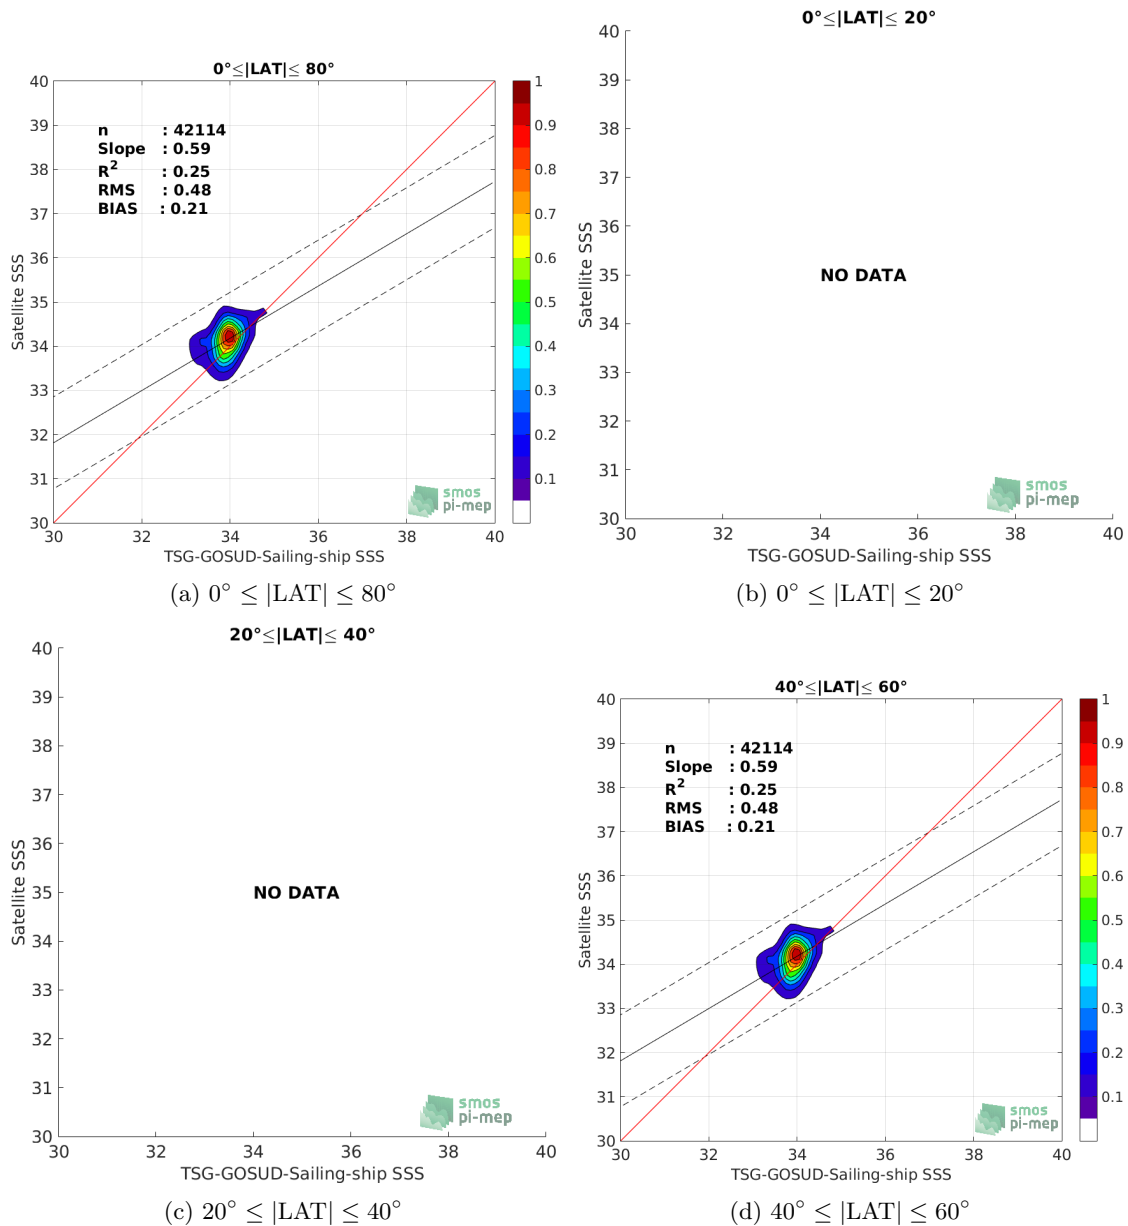 0°≤|LAT|≤ 80°
40
39
38
37
36
35
34
33
32
31
30
Satellite SSS
n : 42114
Slope : 0.59
R² : 0.25
RMS : 0.48
BIAS : 0.21
smos
pi-mep
30 32 34 36 38 40
TSG-GOSUD-Sailing-ship SSS
1
0.9
0.8
0.7
0.6
0.5
0.4
0.3
0.2
0.1
(a) 0° ≤ |LAT| ≤ 80°
0°≤|LAT|≤ 20°
40
39
38
37
36
35
34
33
32
31
30
Satellite SSS
NO DATA
smos
pi-mep
30 32 34 36 38 40
TSG-GOSUD-Sailing-ship SSS
(b) 0° ≤ |LAT| ≤ 20°
20°≤|LAT|≤ 40°
40
39
38
37
36
35
34
33
32
31
30
Satellite SSS
NO DATA
smos
pi-mep
30 32 34 36 38 40
TSG-GOSUD-Sailing-ship SSS
(c) 20° ≤ |LAT| ≤ 40°
40°≤|LAT|≤ 60°
40
39
38
37
36
35
34
33
32
31
30
Satellite SSS
n : 42114
Slope : 0.59
R² : 0.25
RMS : 0.48
BIAS : 0.21
smos
pi-mep
30 32 34 36 38 40
TSG-GOSUD-Sailing-ship SSS
1
0.9
0.8
0.7
0.6
0.5
0.4
0.3
0.2
0.1
(d) 40° ≤ |LAT| ≤ 60°